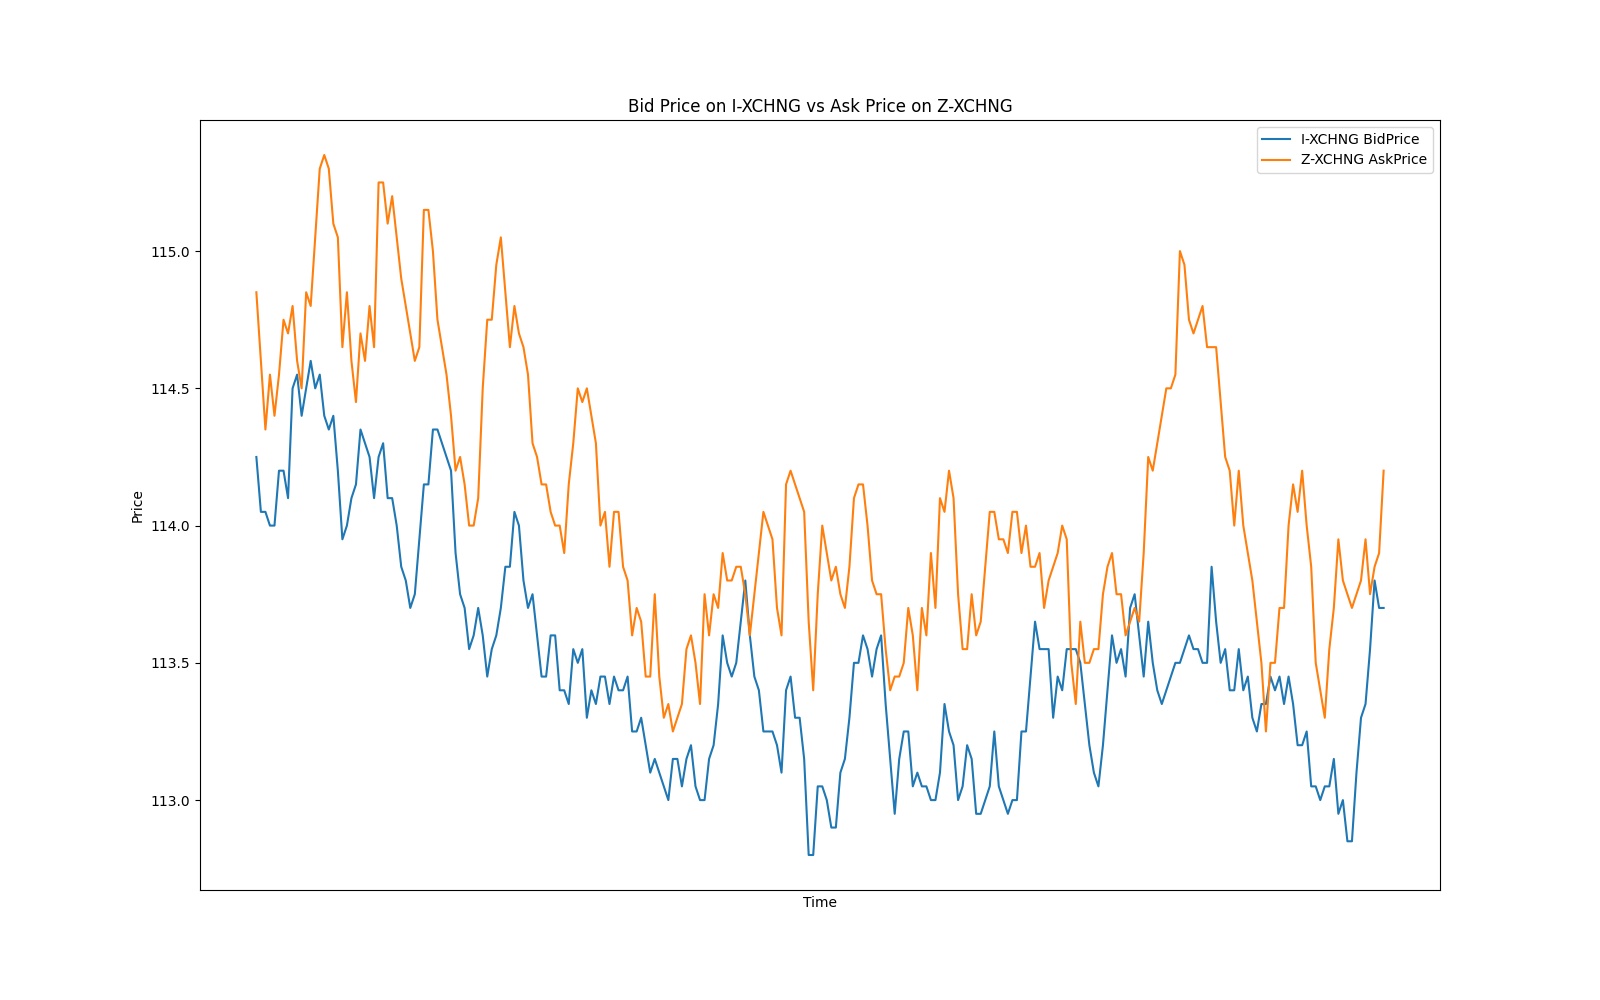 Bid Price on I-XCHNG vs Ask Price on Z-XCHNG
I-XCHNG BidPrice
Z-XCHNG AskPrice
115.0
114.5
114.0
113.5
113.0
Price
Time